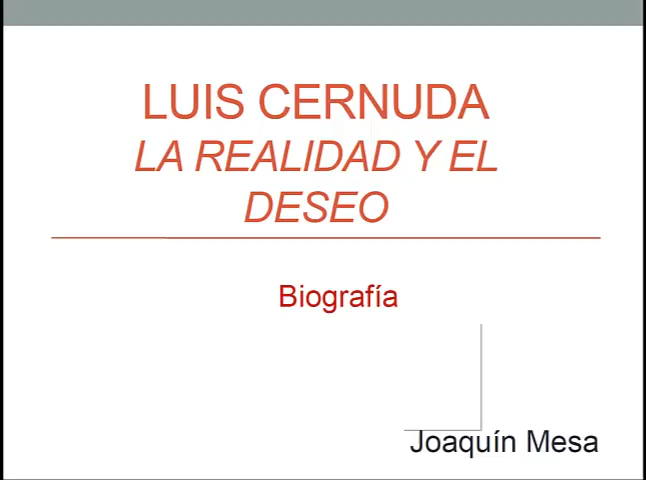 LUIS CERNUDA
LA REALIDAD Y EL
DESEO
Biografía
Joaquín Mesa